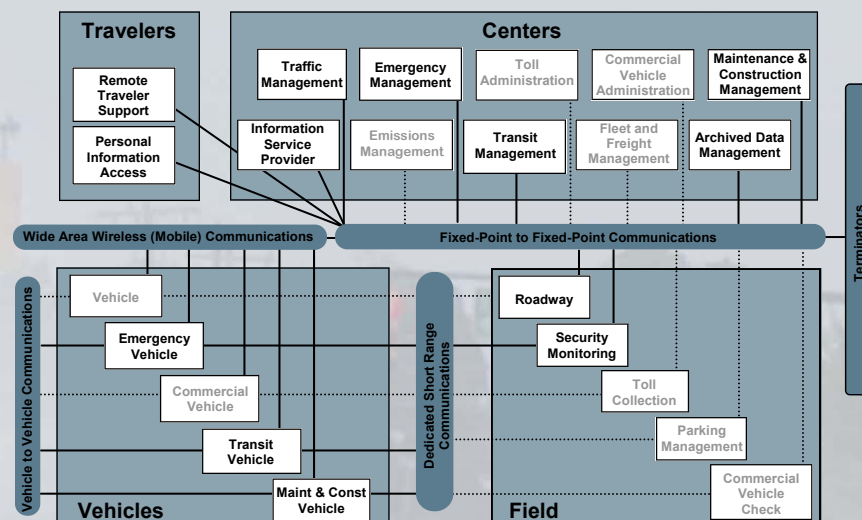 Travelers
Remote
Traveler
Support
Personal
Information
Access
Centers
Traffic
Management
Emergency
Management
Toll
Administration
Commercial
Vehicle
Administration
Maintenance &
Construction
Management
Information
Service
Provider
Emissions
Management
Transit
Management
Fleet and
Freight
Management
Archived Data
Management
Wide Area Wireless (Mobile) Communications
Fixed-Point to Fixed-Point Communications
Terminators
Vehicle to Vehicle Communications
Vehicle
Emergency
Vehicle
Commercial
Vehicle
Transit
Vehicle
Maint & Const
Vehicle
Vehicles
Dedicated Short Range
Communications
Roadway
Security
Monitoring
Toll
Collection
Parking
Management
Commercial
Vehicle
Check
Field